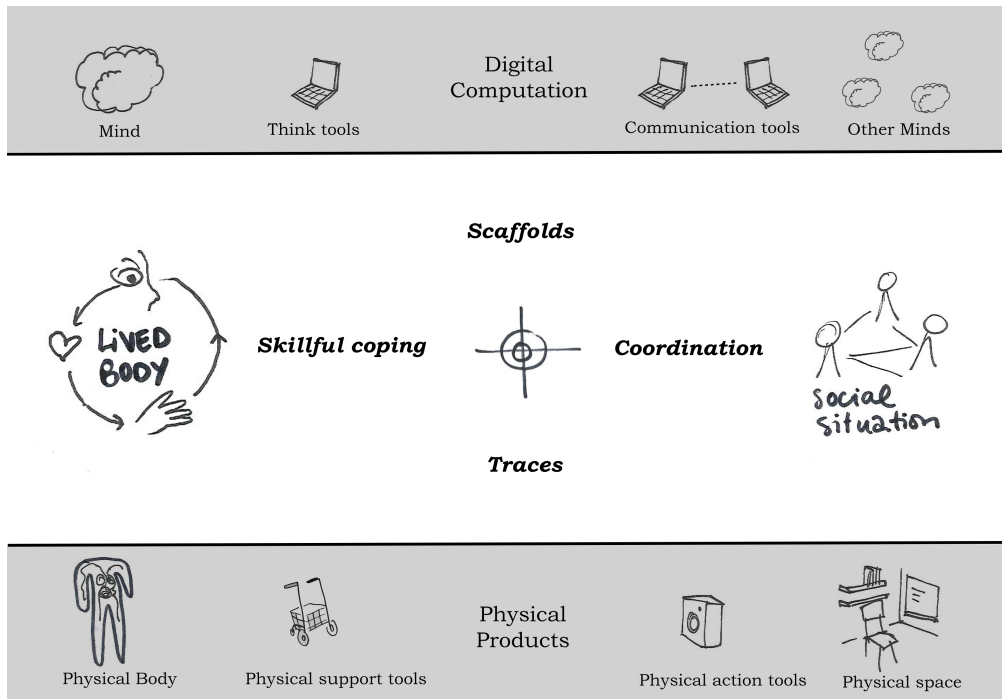 Digital
Computation
Mind
Think tools
Communication tools
Other Minds
Scaffolds
LIVED
BODY
Skillful coping
Coordination
social
situation
Traces
Physical
Products
Physical Body
Physical support tools
Physical action tools
Physical space